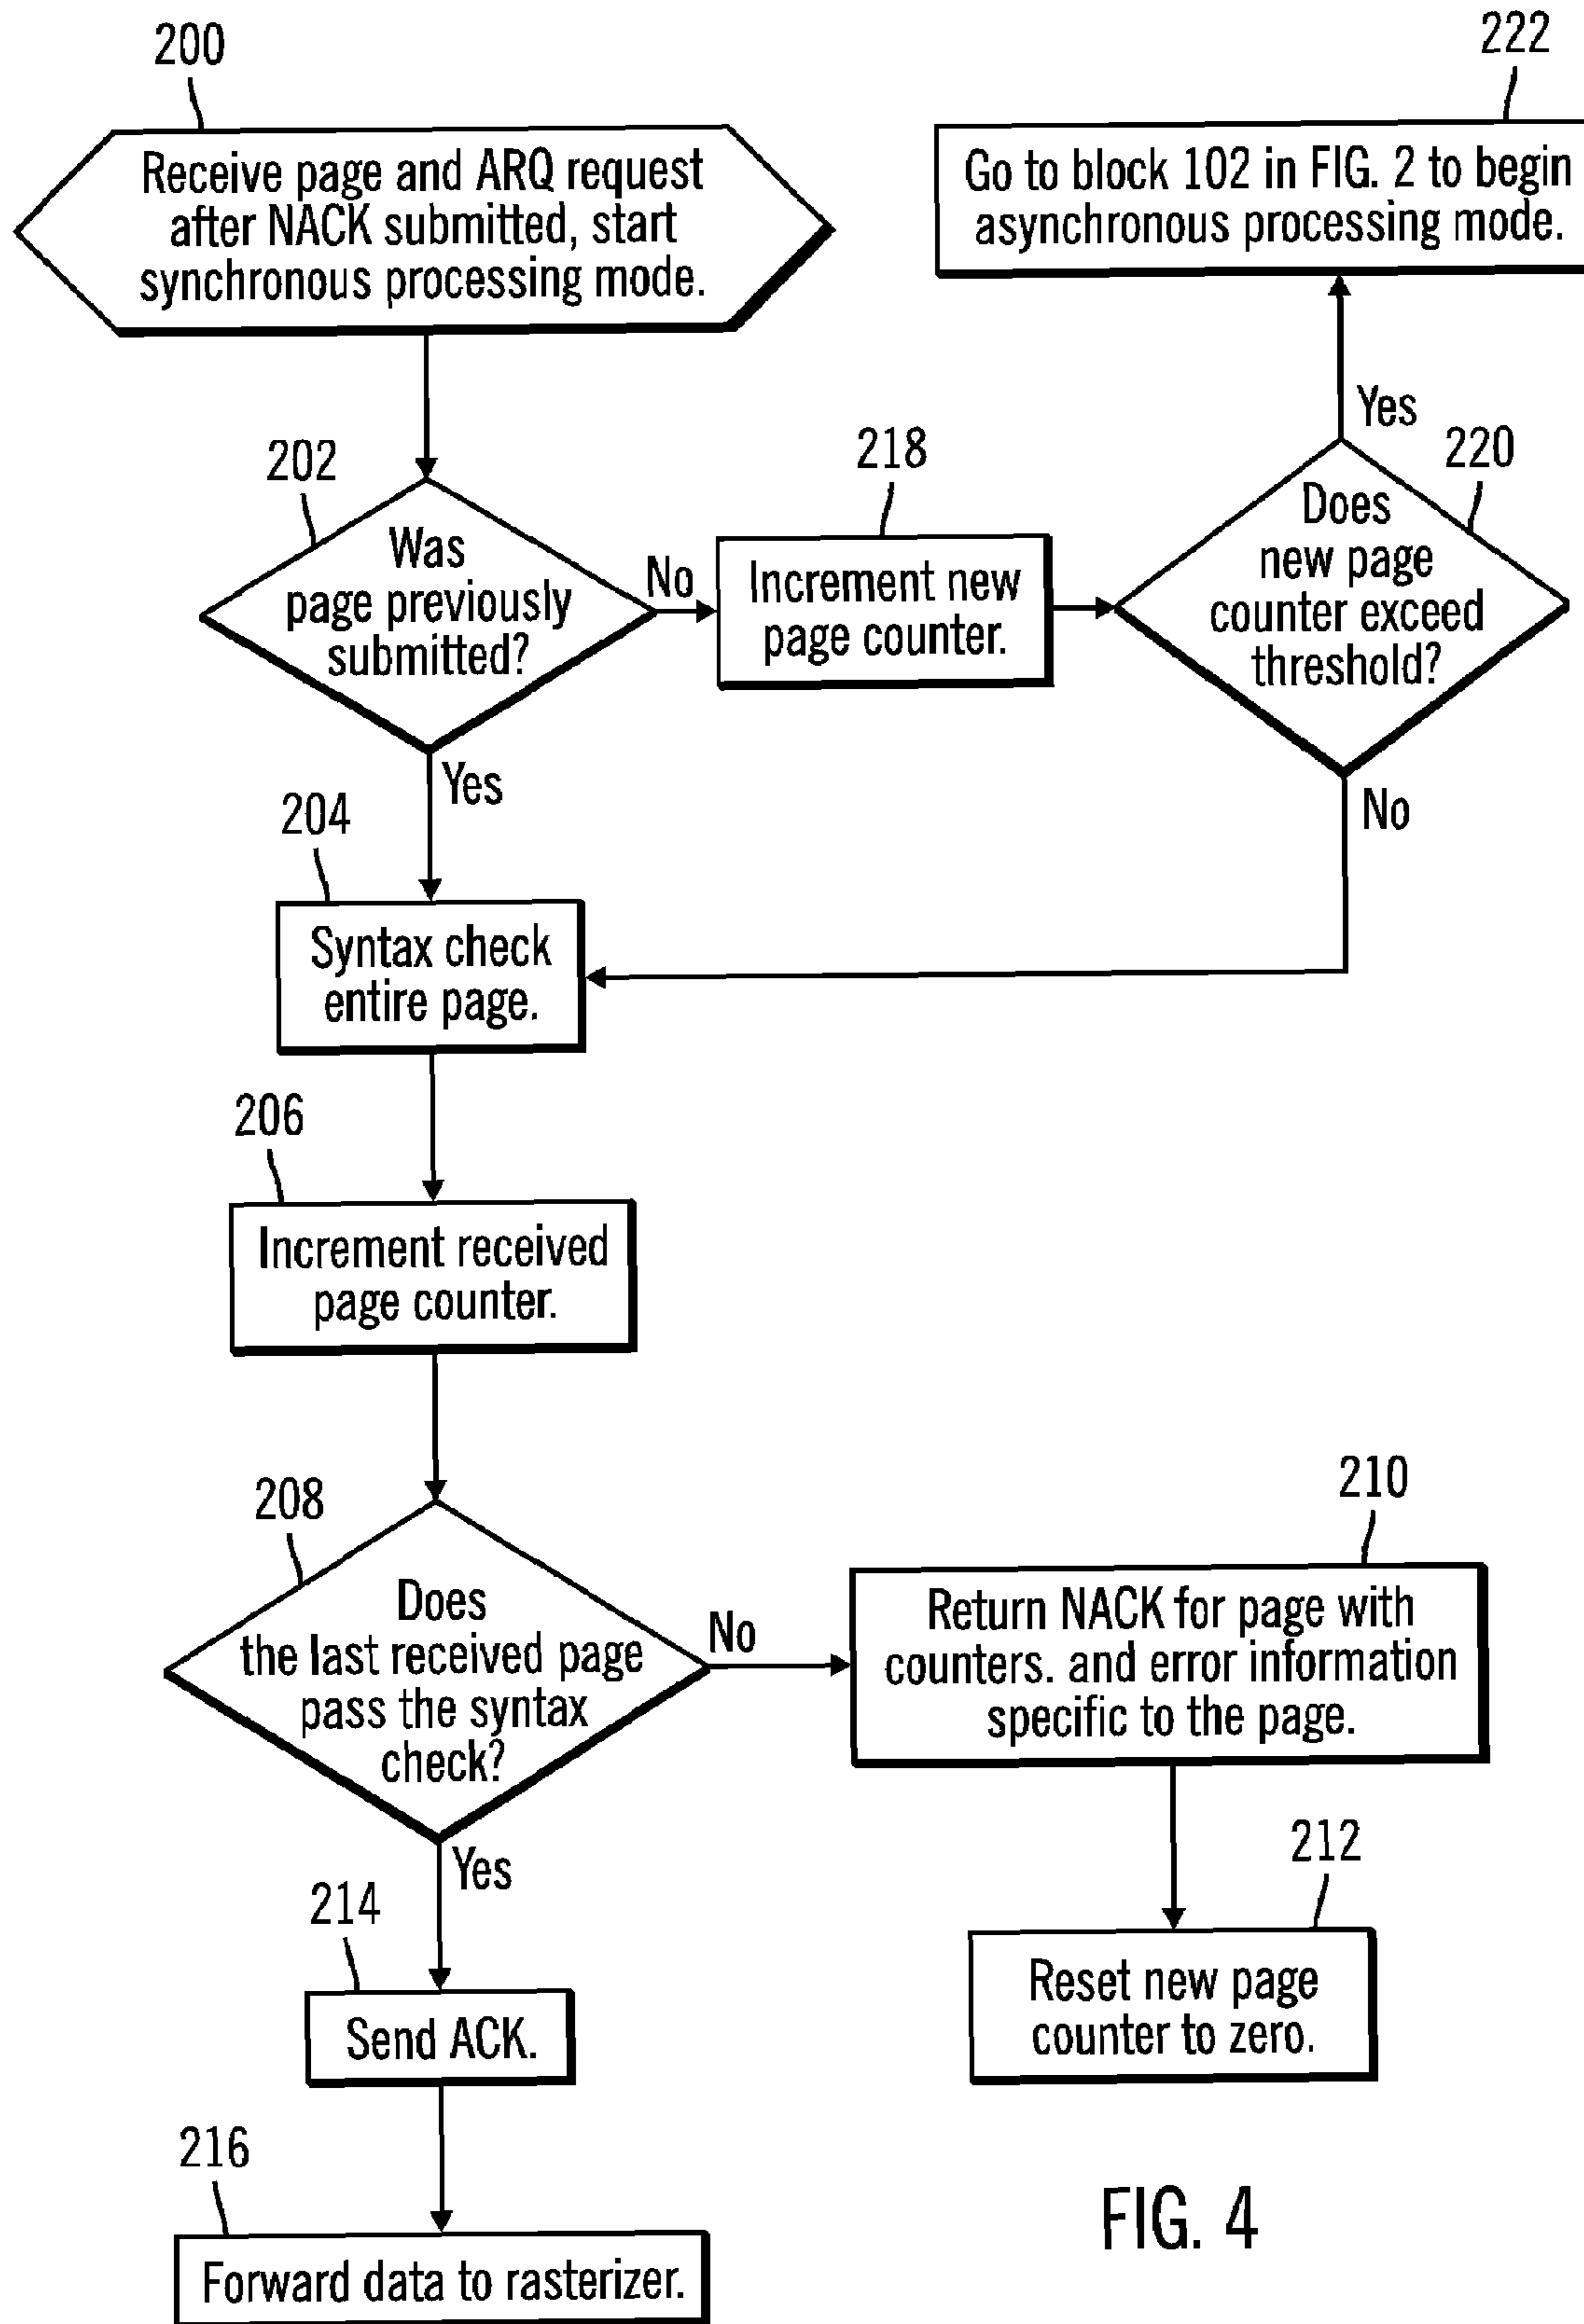 200
Receive page and ARQ request
after NACK submitted, start
synchronous processing mode.
222
Go to block 102 in FIG. 2 to begin
asynchronous processing mode.
Yes
202
Was
page previously
submitted?
No
218
Increment new
page counter.
220
Does
new page
counter exceed
threshold?
Yes
No
204
Syntax check
entire page.
206
Increment received
page counter.
208
Does
the last received page
pass the syntax
check?
No
210
Return NACK for page with
counters. and error information
specific to the page.
212
Reset new page
counter to zero.
Yes
214
Send ACK.
216
Forward data to rasterizer.
FIG. 4